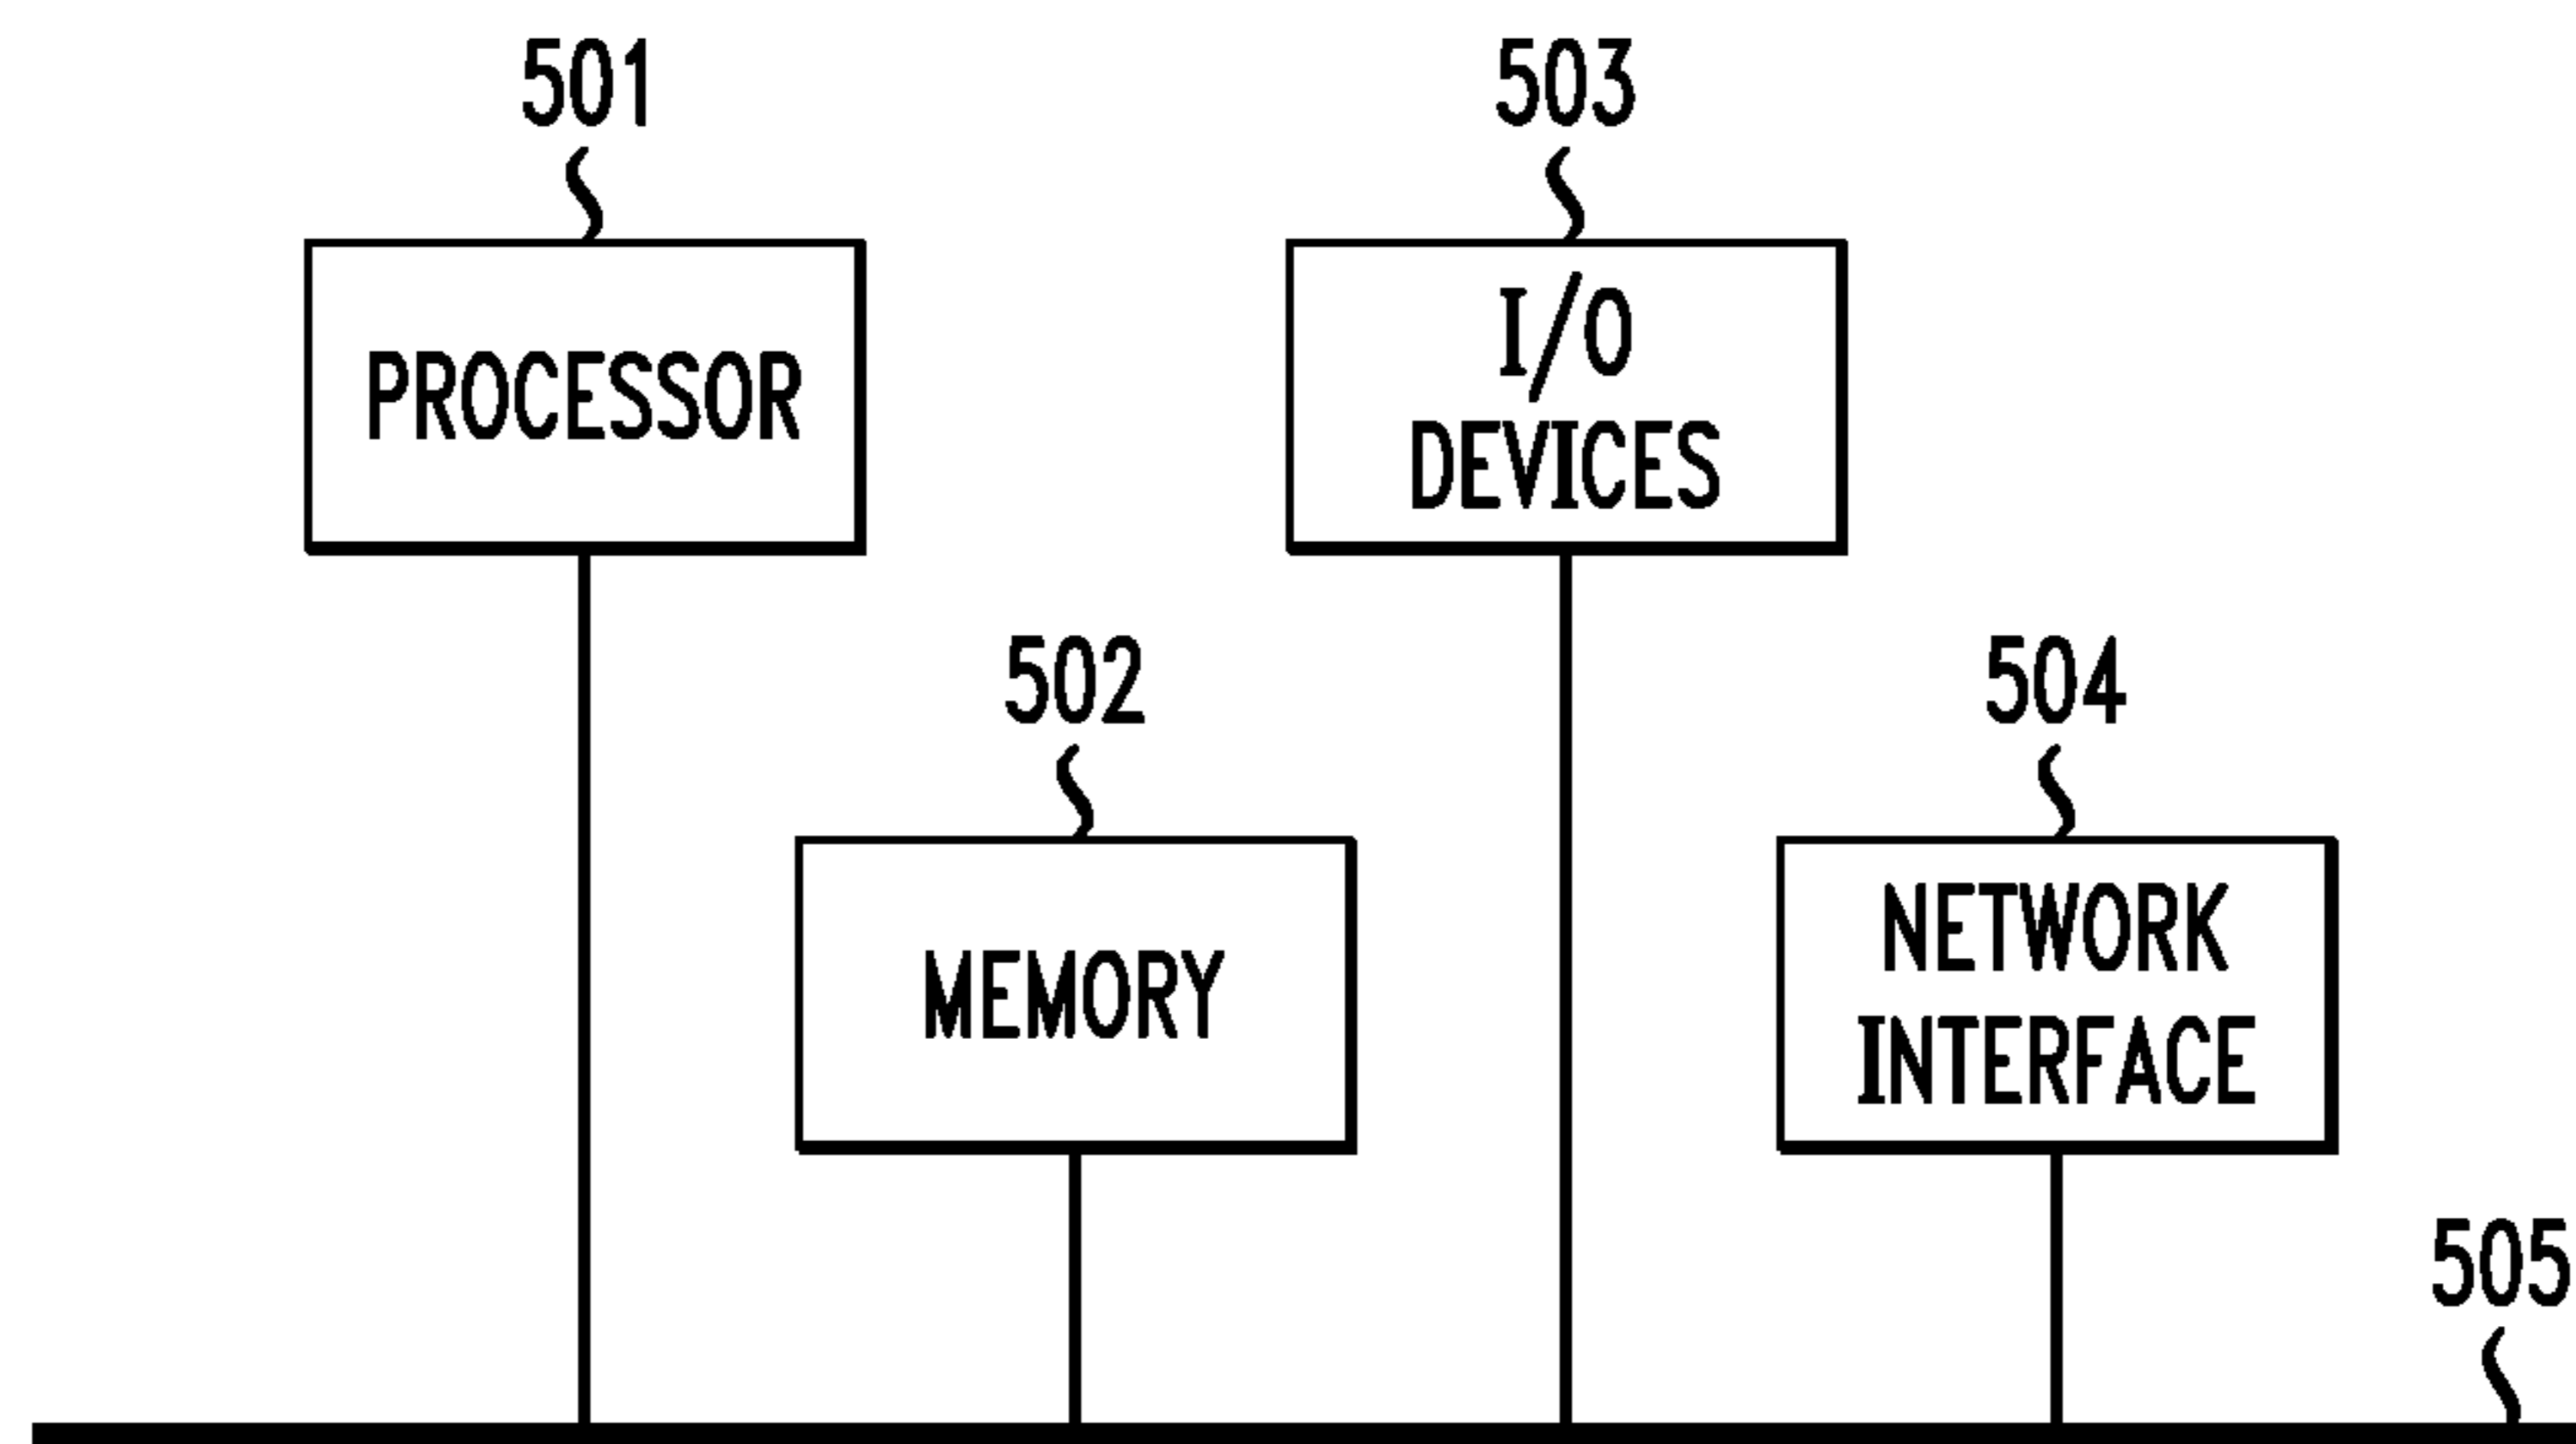 501
503
PROCESSOR
I/O
DEVICES
502
504
MEMORY
NETWORK
INTERFACE
505